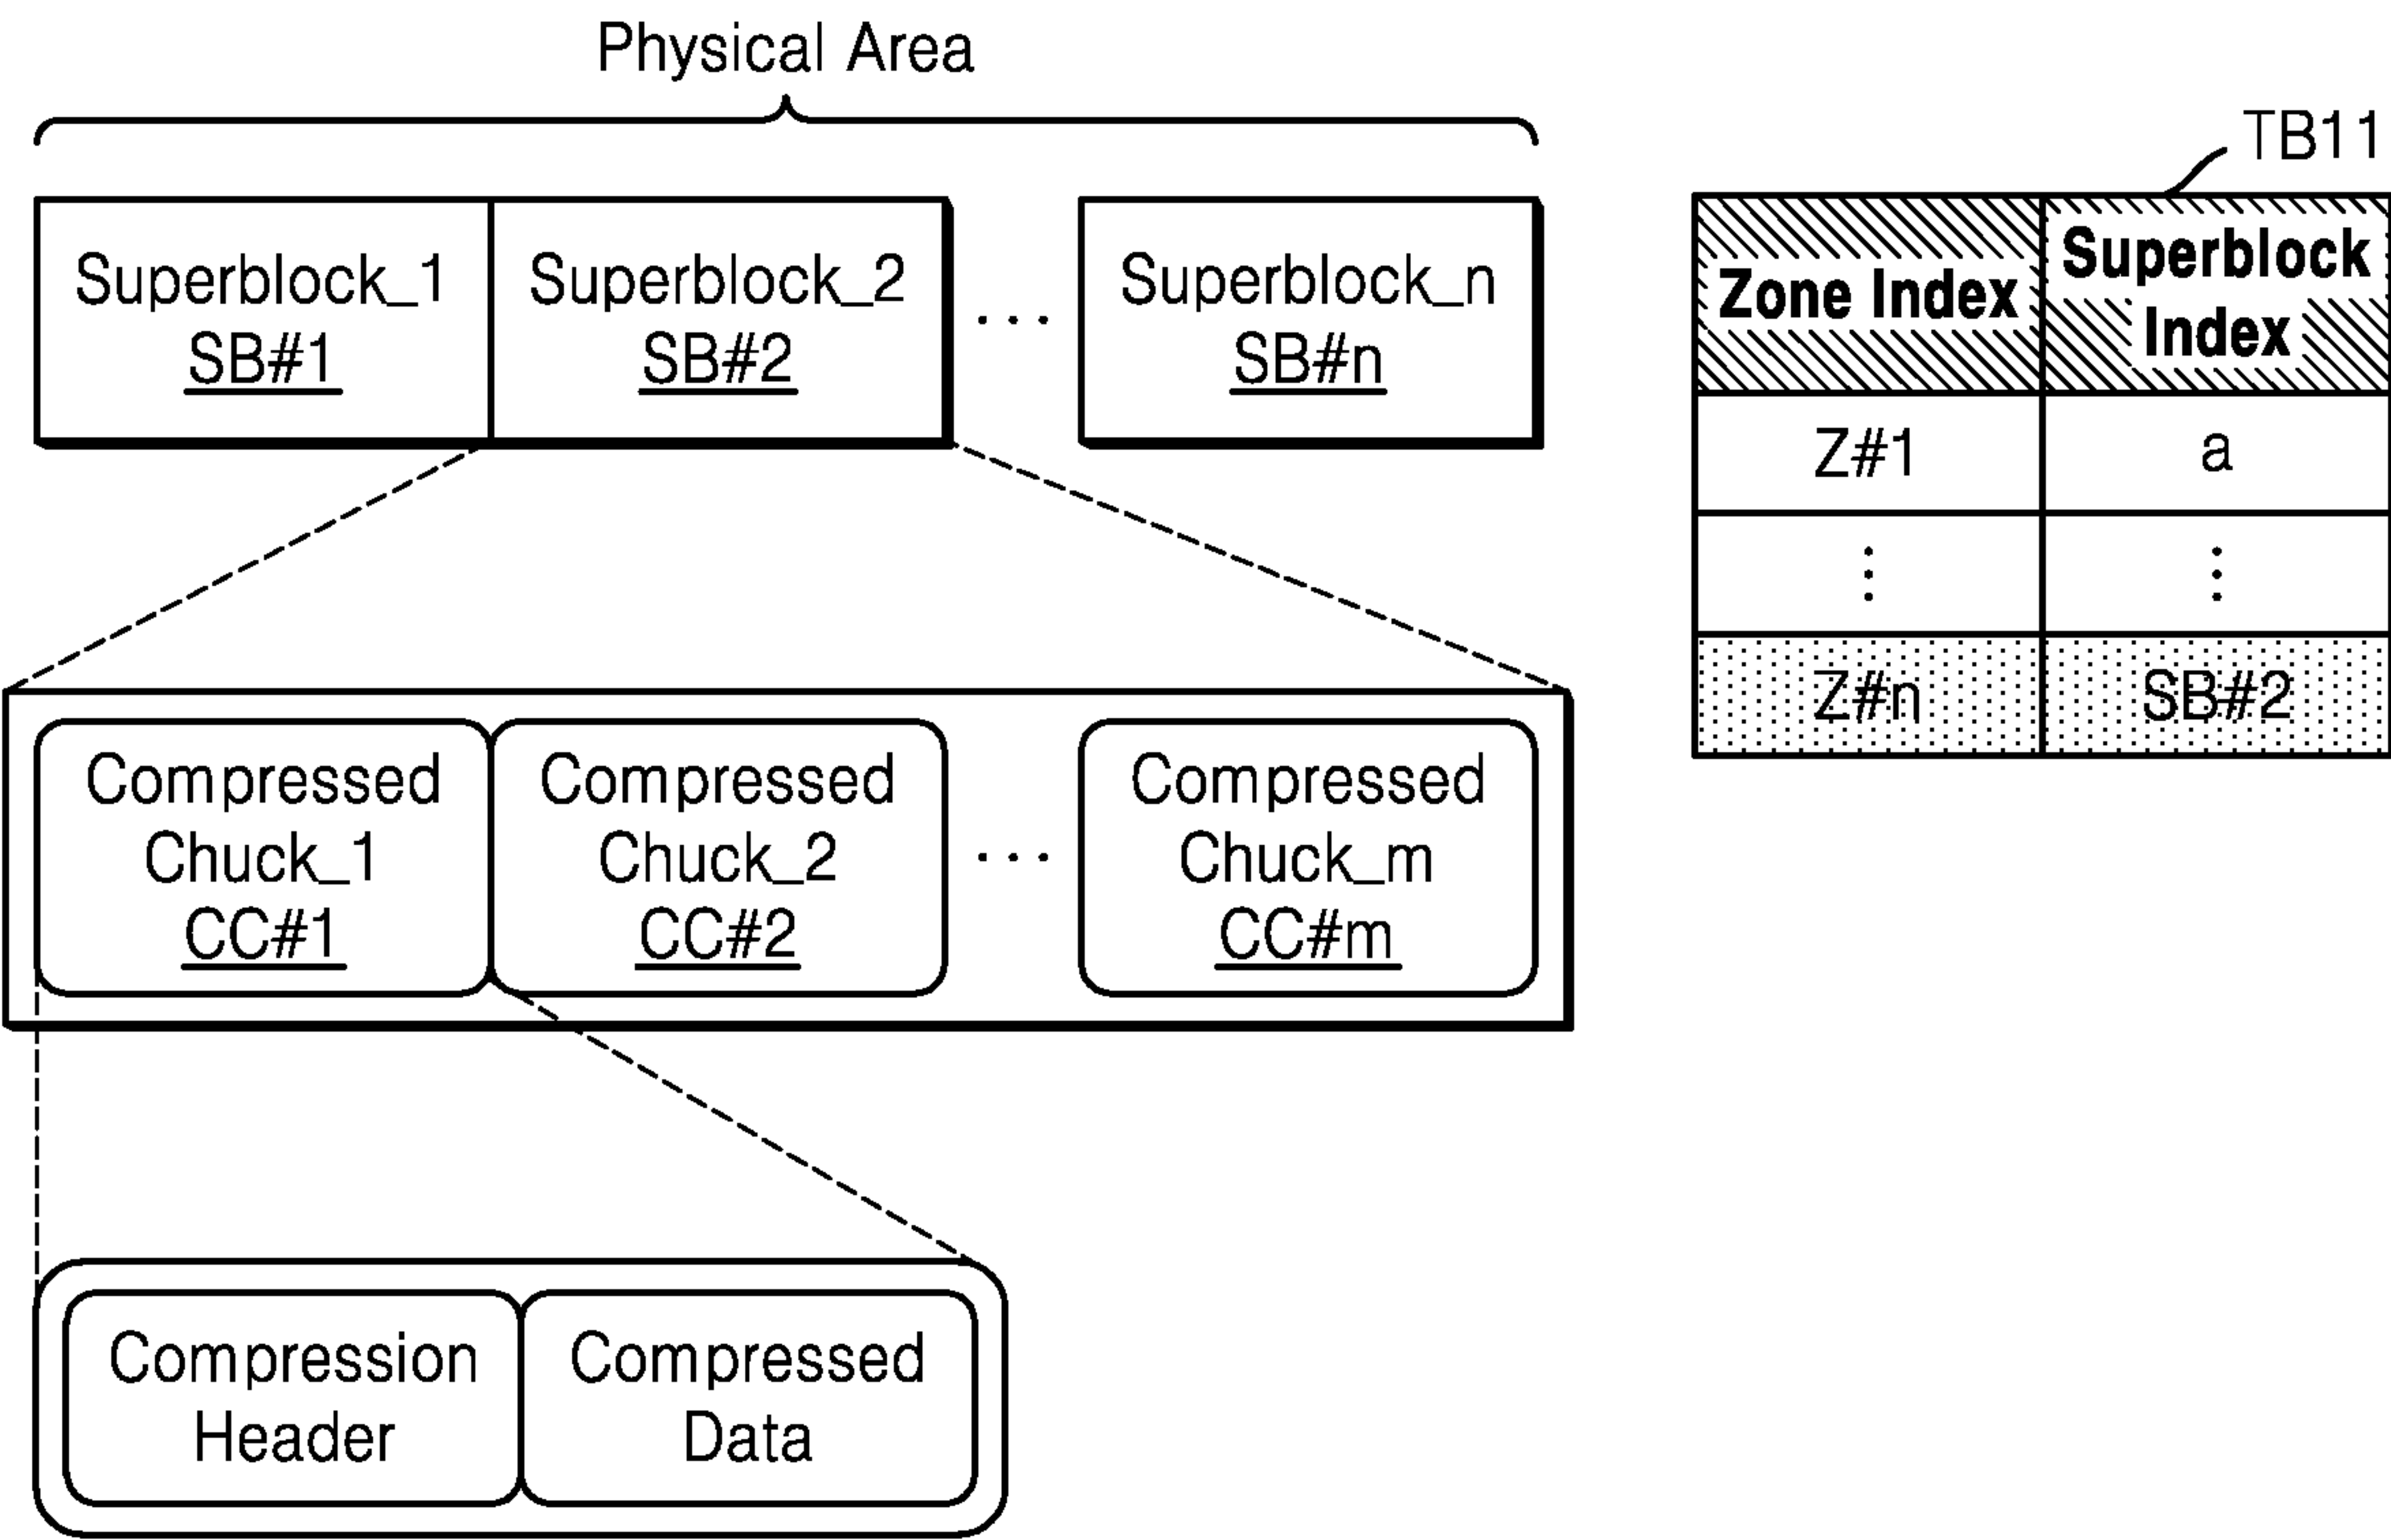 Physical Area
Superblock_1
SB#1
Superblock_2
SB#2
...
Superblock_n
SB#n
Compressed
Chuck_1
CC#1
Compressed
Chuck_2
CC#2
...
Compressed
Chuck_m
CC#m
Compression
Header
Compressed
Data
TB11
Zone Index
Superblock
Index
Z#1
a
⋮
⋮
Z#n
SB#2